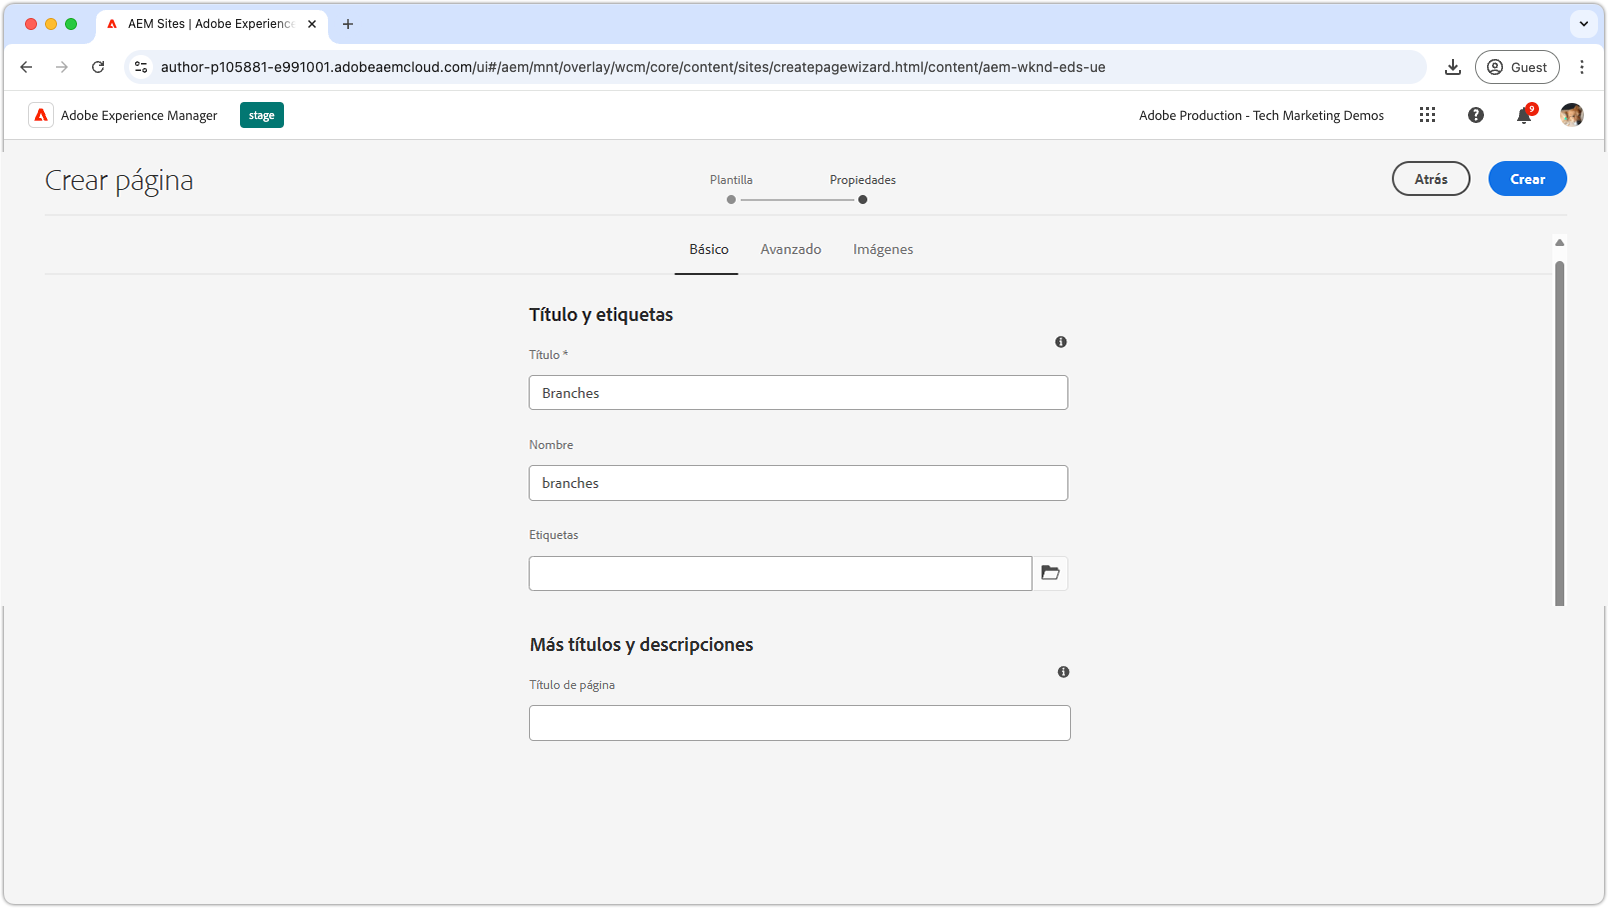 AEM Sites | Adobe Experience
author-p105881-e991001.adobeaemcloud.com/ui#/aem/mnt/overlay/wcm/core/content/sites/createpagewizard.html/content/aem-wknd-eds-ue
Guest
Adobe Experience Manager
stage
Adobe Production - Tech Marketing Demos
9
Crear página
Plantilla
Propiedades
Atrás
Crear
Básico
Avanzado
Imágenes
Título y etiquetas
Título *
Branches
Nombre
branches
Etiquetas
Más títulos y descripciones
Título de página